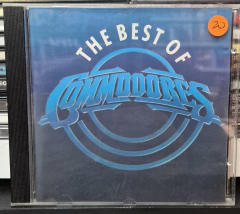 20
THE BEST OF
COMMODORES